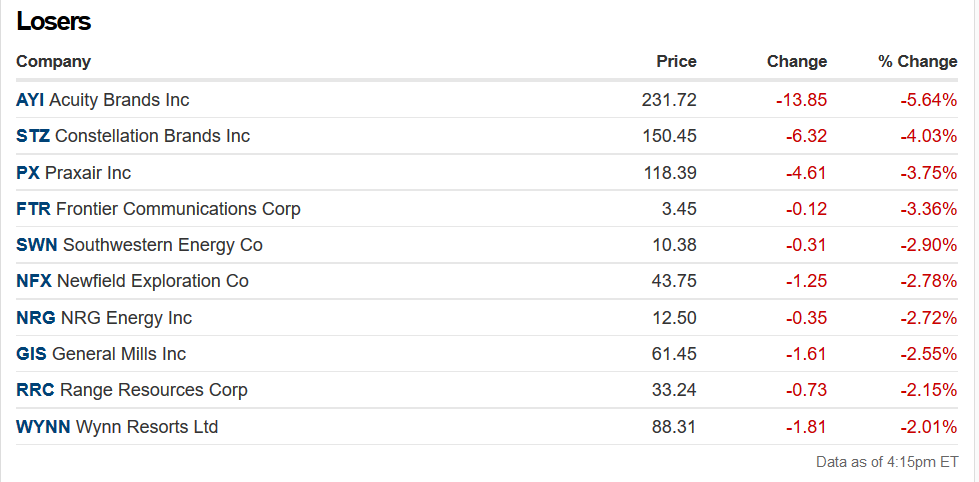 Losers
Company Price Change % Change
AYI Acuity Brands Inc 231.72 -13.85 -5.64%
STZ Constellation Brands Inc 150.45 -6.32 -4.03%
PX Praxair Inc 118.39 -4.61 -3.75%
FTR Frontier Communications Corp 3.45 -0.12 -3.36%
SWN Southwestern Energy Co 10.38 -0.31 -2.90%
NFX Newfield Exploration Co 43.75 -1.25 -2.78%
NRG NRG Energy Inc 12.50 -0.35 -2.72%
GIS General Mills Inc 61.45 -1.61 -2.55%
RRC Range Resources Corp 33.24 -0.73 -2.15%
WYNN Wynn Resorts Ltd 88.31 -1.81 -2.01%
Data as of 4:15pm ET